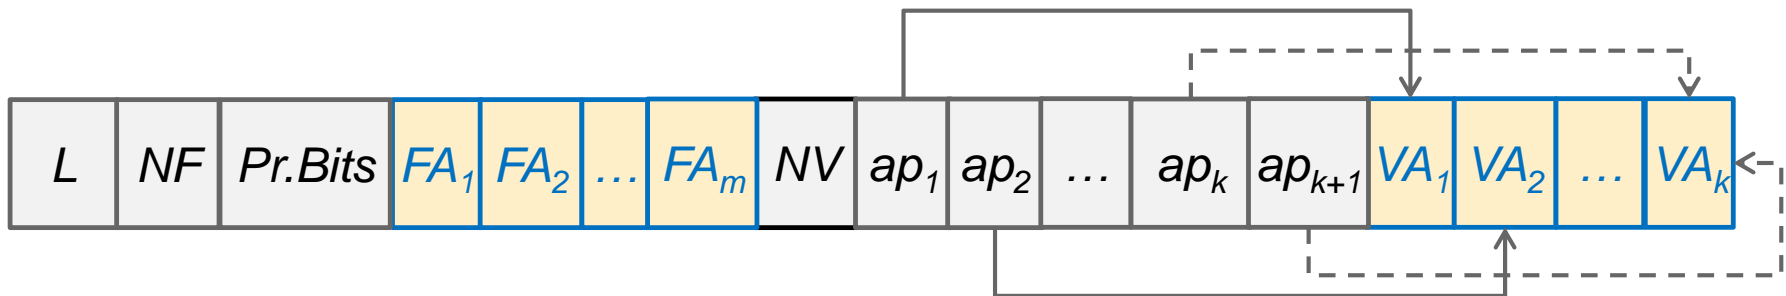 L NF Pr.Bits FA₁ FA₂ … FAₘ NV ap₁ ap₂ … apₖ apₖ₊₁ VA₁ VA₂ … VAₖ